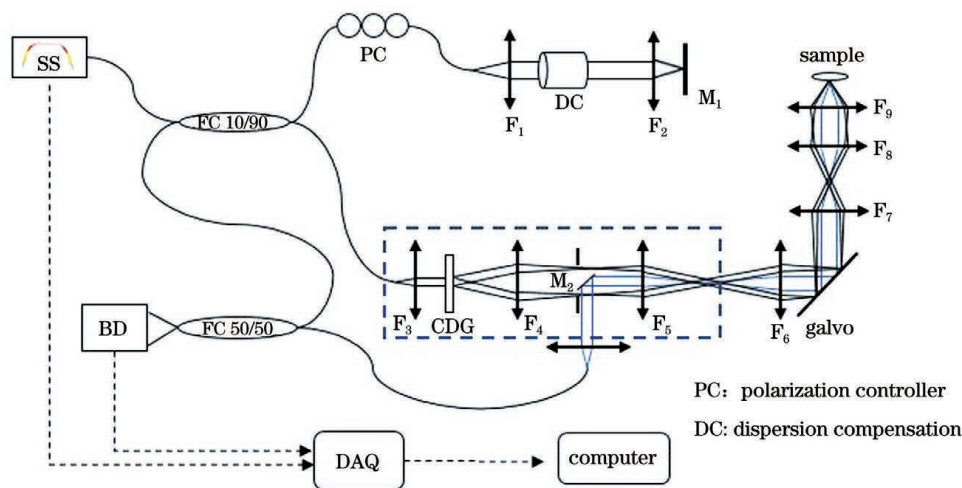 SS
PC
FC 10/90
F1
DC
F2
M1
sample
F9
F8
F7
M2
F3
CDG
F4
F5
F6
galvo
BD
FC 50/50
PC: polarization controller
DC: dispersion compensation
DAQ
computer